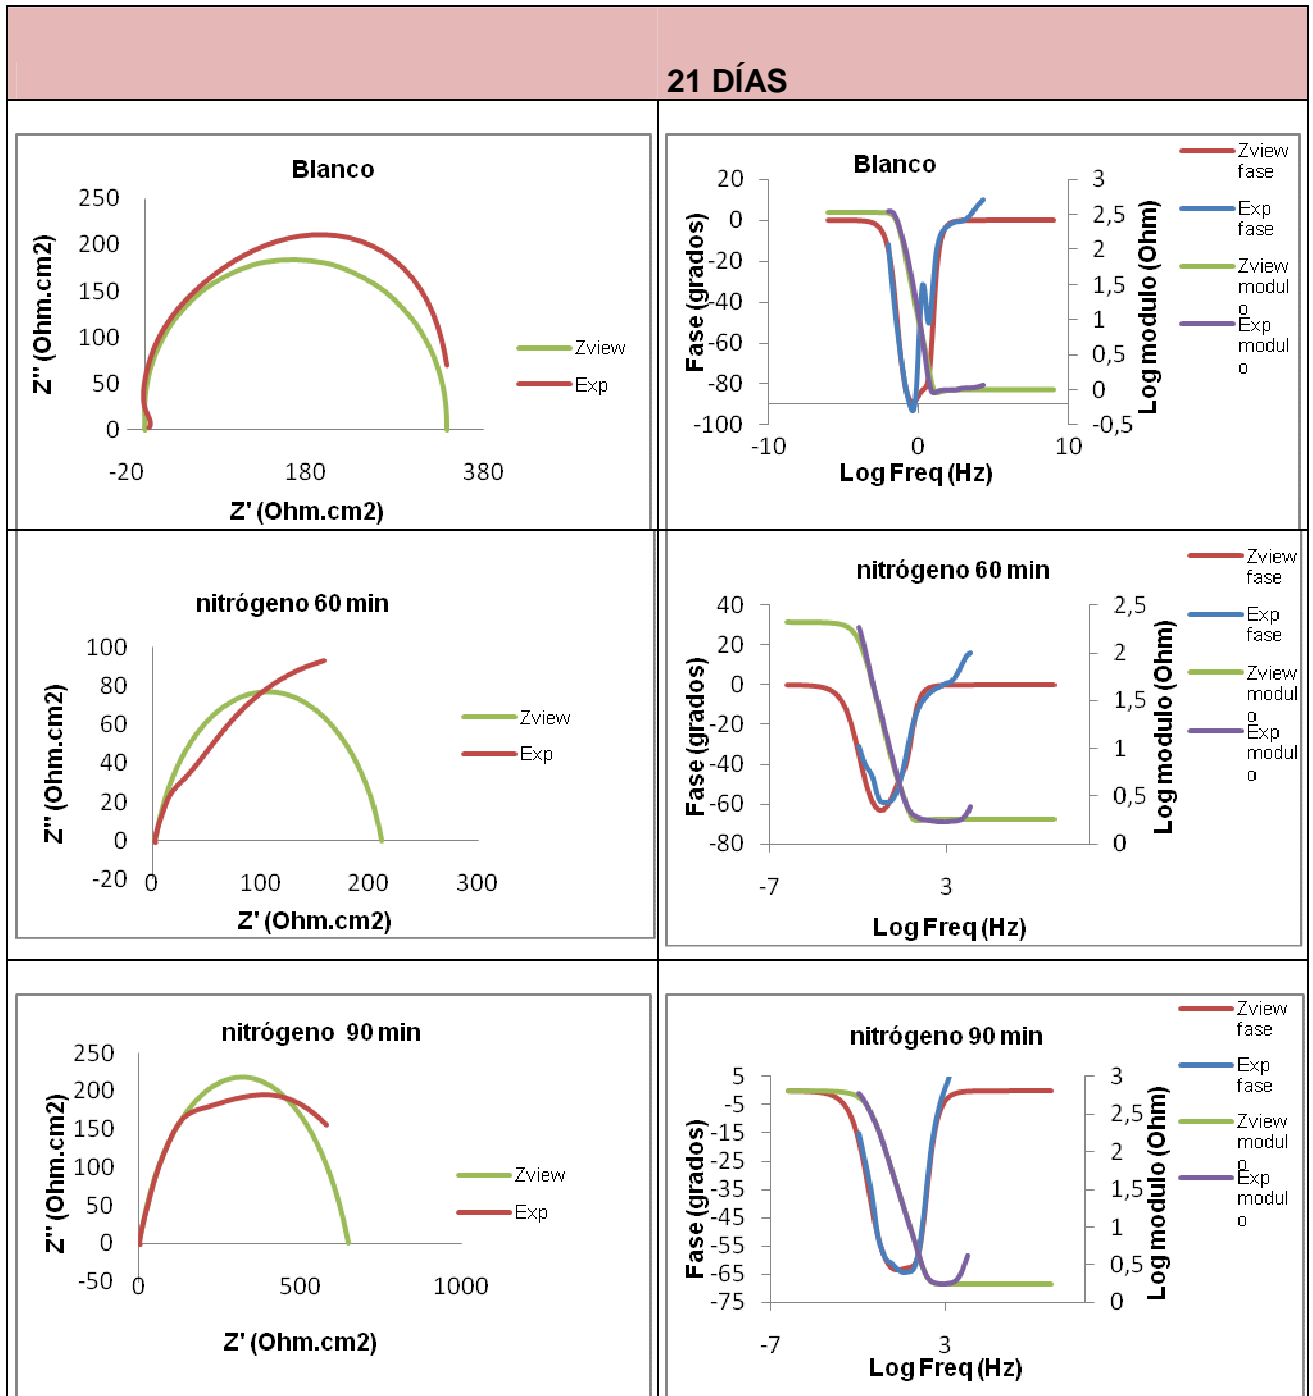 21 DÍAS
Blanco
250
200
150
100
50
0
-20
180
380
Z'' (Ohm.cm2)
Z' (Ohm.cm2)
Zview
Exp
Blanco
20
0
-20
-40
-60
-80
-100
3
2,5
2
1,5
1
0,5
0
-0,5
-10
0
10
Fase (grados)
Log modulo (Ohm)
Log Freq (Hz)
Zview
fase
Exp
fase
Zview
modul
o
Exp
modul
o
nitrógeno 60 min
100
80
60
40
20
0
-20
0
100
200
300
Z'' (Ohm.cm2)
Z' (Ohm.cm2)
Zview
Exp
nitrógeno 60 min
40
20
0
-20
-40
-60
-80
2,5
2
1,5
1
0,5
0
-7
3
Fase (grados)
Log modulo (Ohm)
Log Freq (Hz)
Zview
fase
Exp
fase
Zview
modul
o
Exp
modul
o
nitrógeno 90 min
250
200
150
100
50
0
-50
0
500
1000
Z'' (Ohm.cm2)
Z' (Ohm.cm2)
Zview
Exp
nitrógeno 90 min
5
-5
-15
-25
-35
-45
-55
-65
-75
3
2,5
2
1,5
1
0,5
0
-7
3
Fase (grados)
Log modulo (Ohm)
Log Freq (Hz)
Zview
fase
Exp
fase
Zview
modul
o
Exp
modul
o